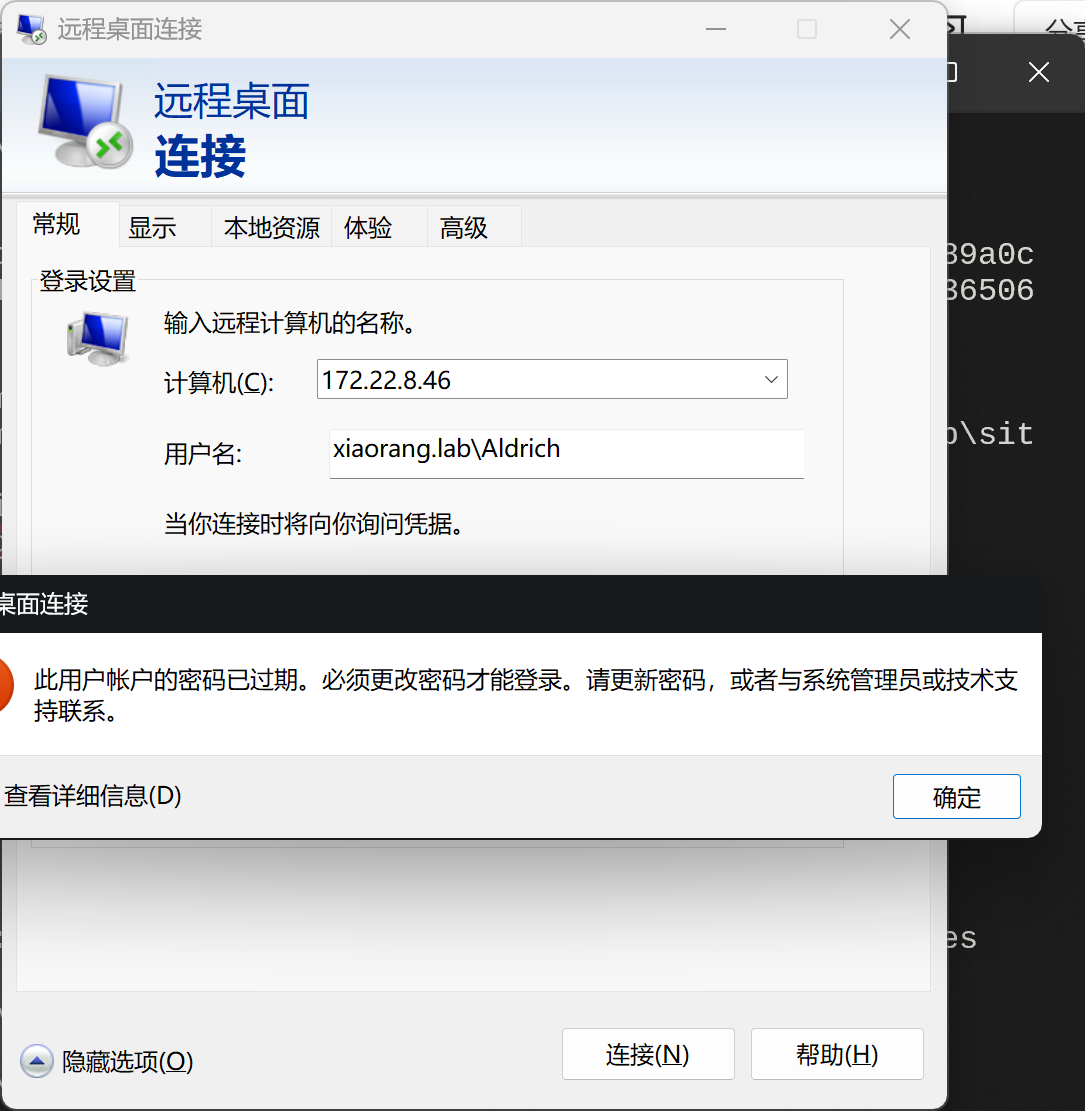 远程桌面连接
远程桌面
连接
常规 显示 本地资源 体验 高级
登录设置
输入远程计算机的名称。
计算机(C): 172.22.8.46
用户名: xiaorang.lab\Aldrich
当你连接时将向你询问凭据。
桌面连接
此用户帐户的密码已过期。必须更改密码才能登录。请更新密码，或者与系统管理员或技术支
持联系。
查看详细信息(D) 确定
隐藏选项(O) 连接(N) 帮助(H)
39a0c
36506
\sit
es